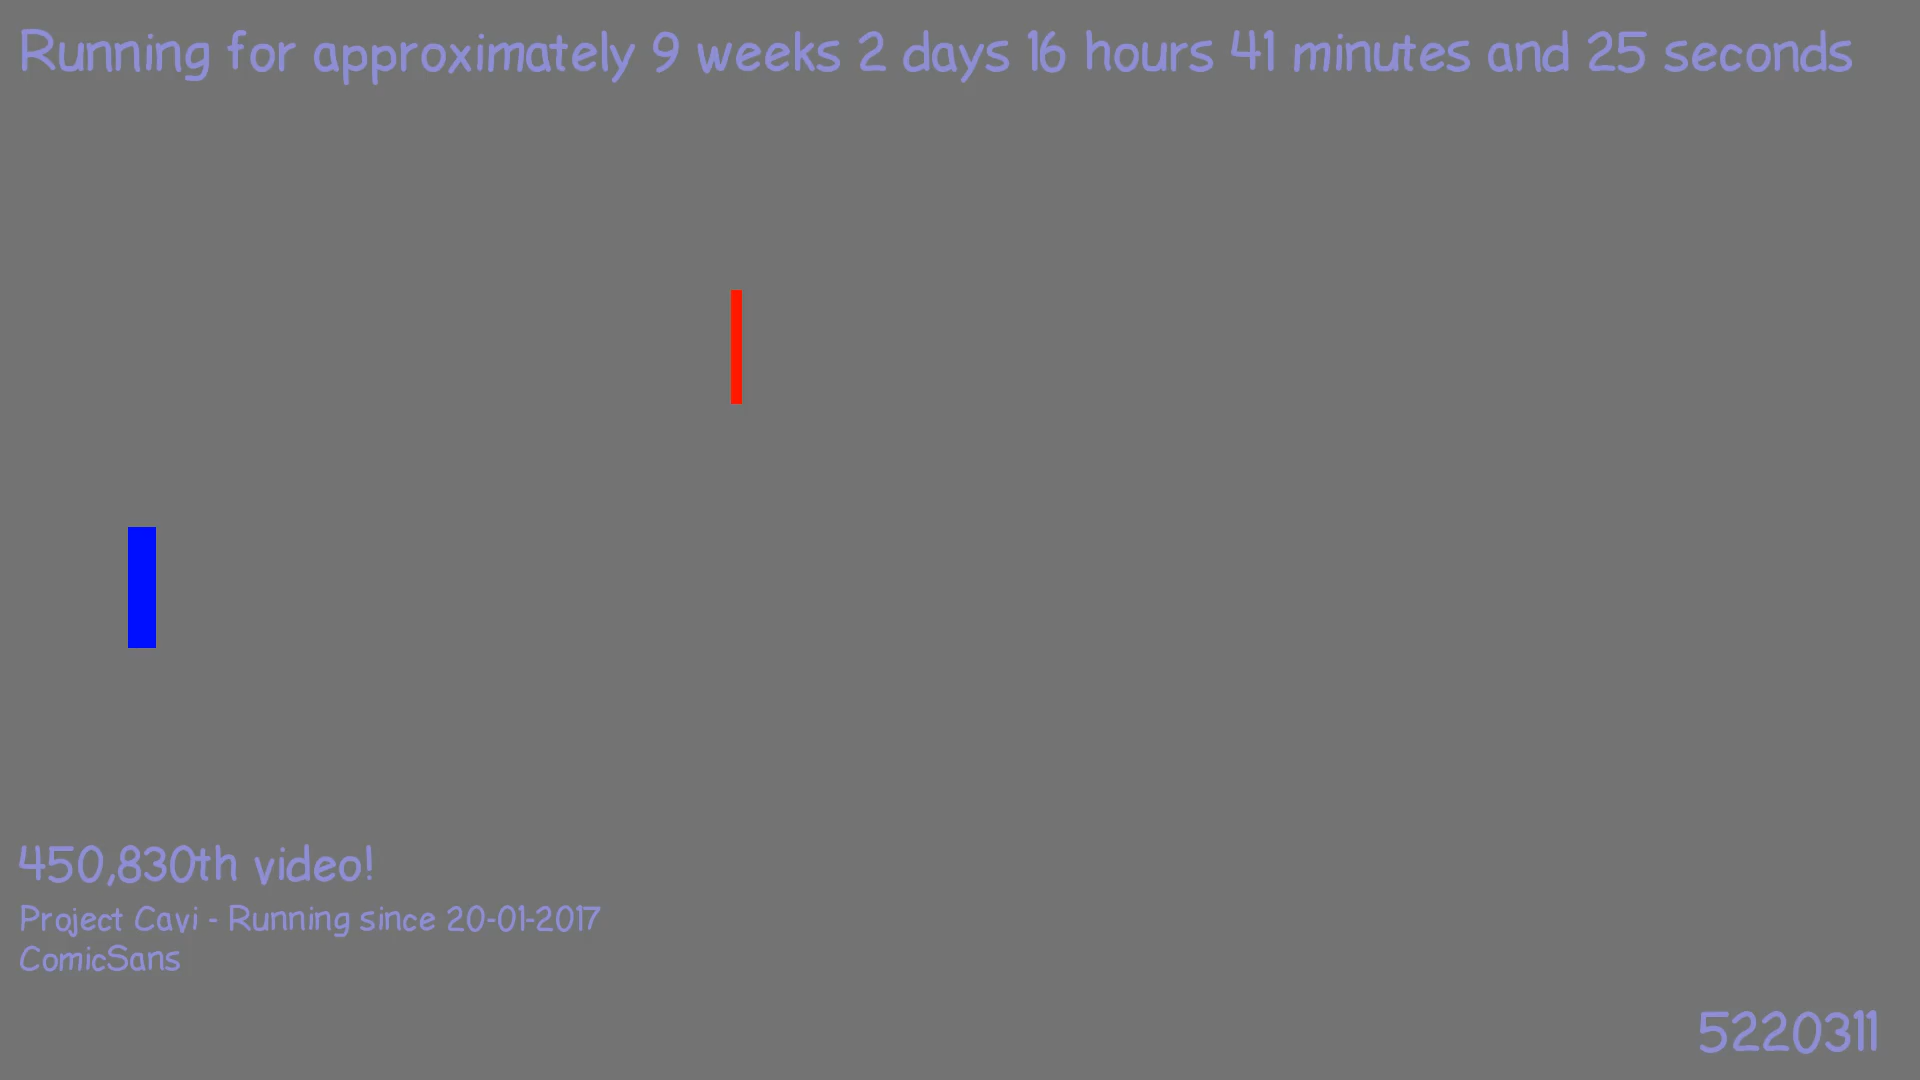 Running for approximately 9 weeks 2 days 16 hours 41 minutes and 25 seconds
450,830th video!
Project Cavi - Running since 20-01-2017
ComicSans
5220311